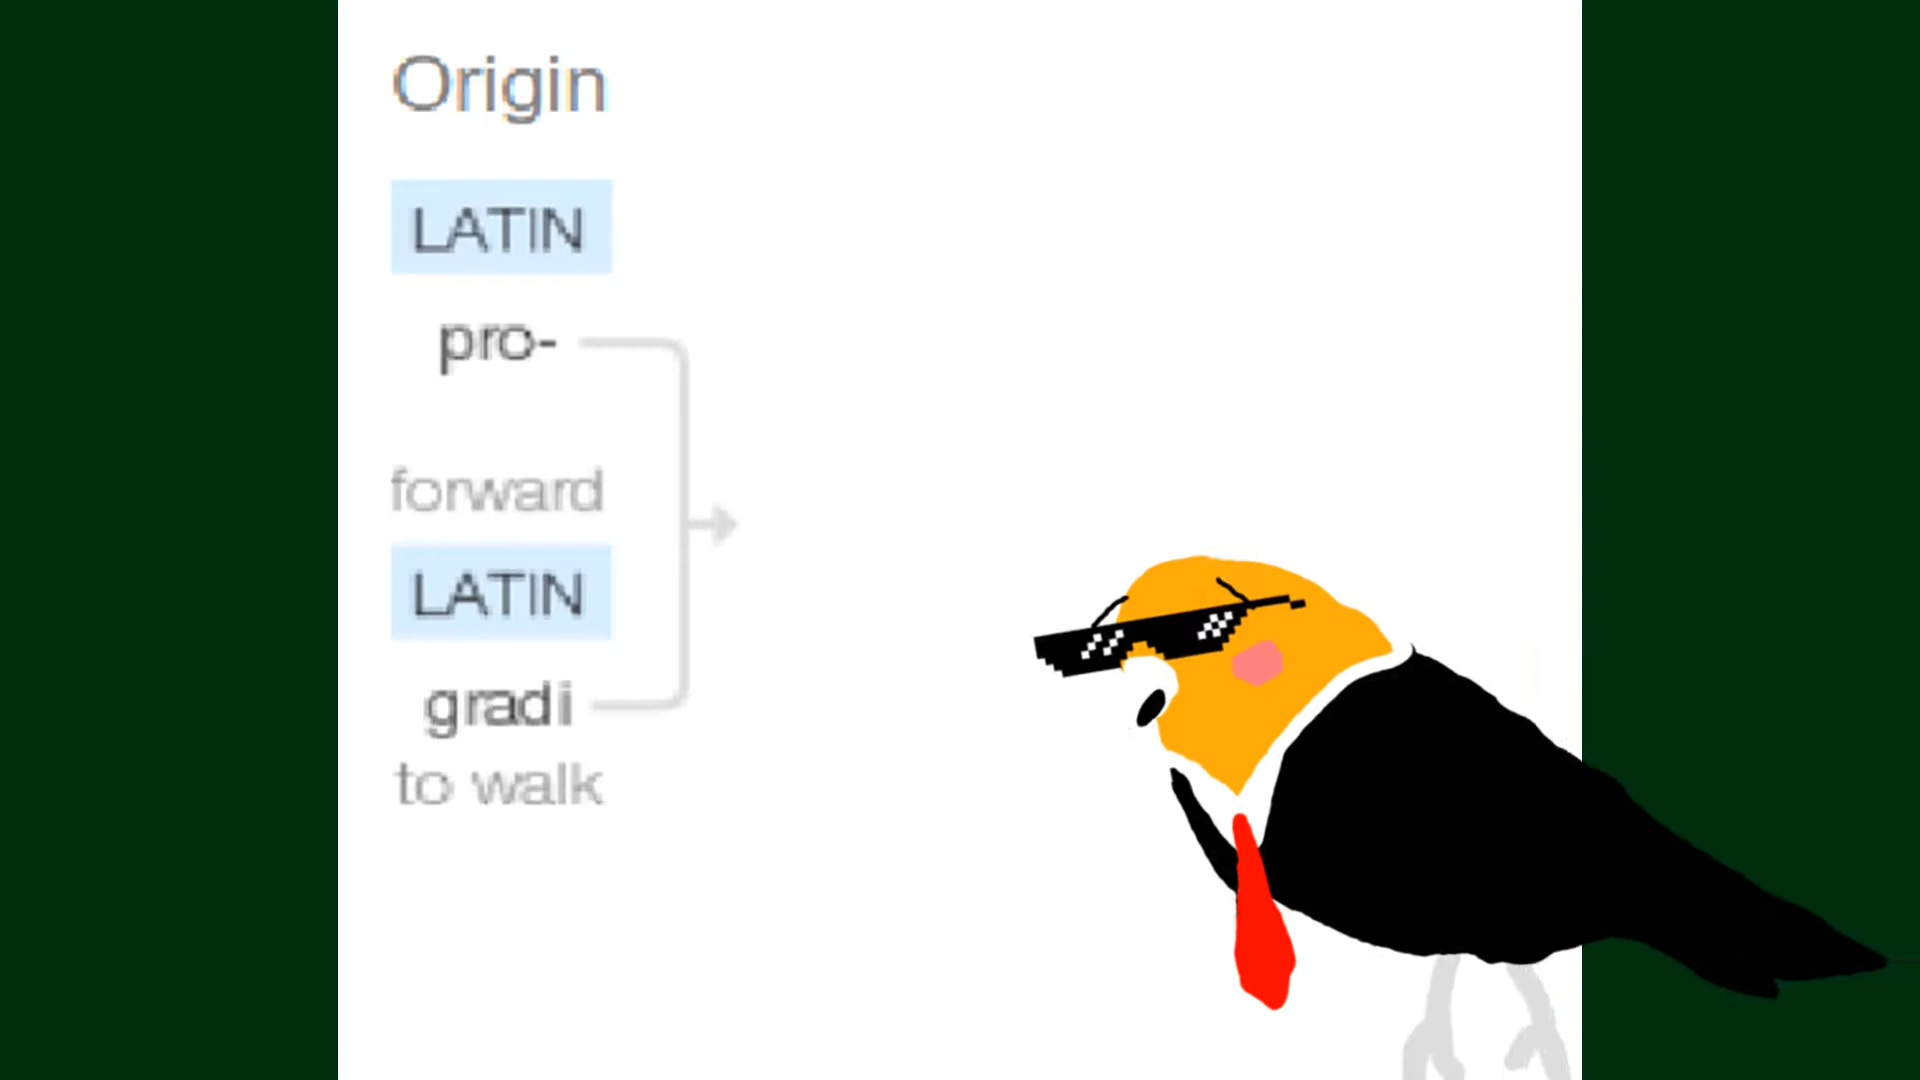 Origin
LATIN
pro-
forward
LATIN
gradi
to walk